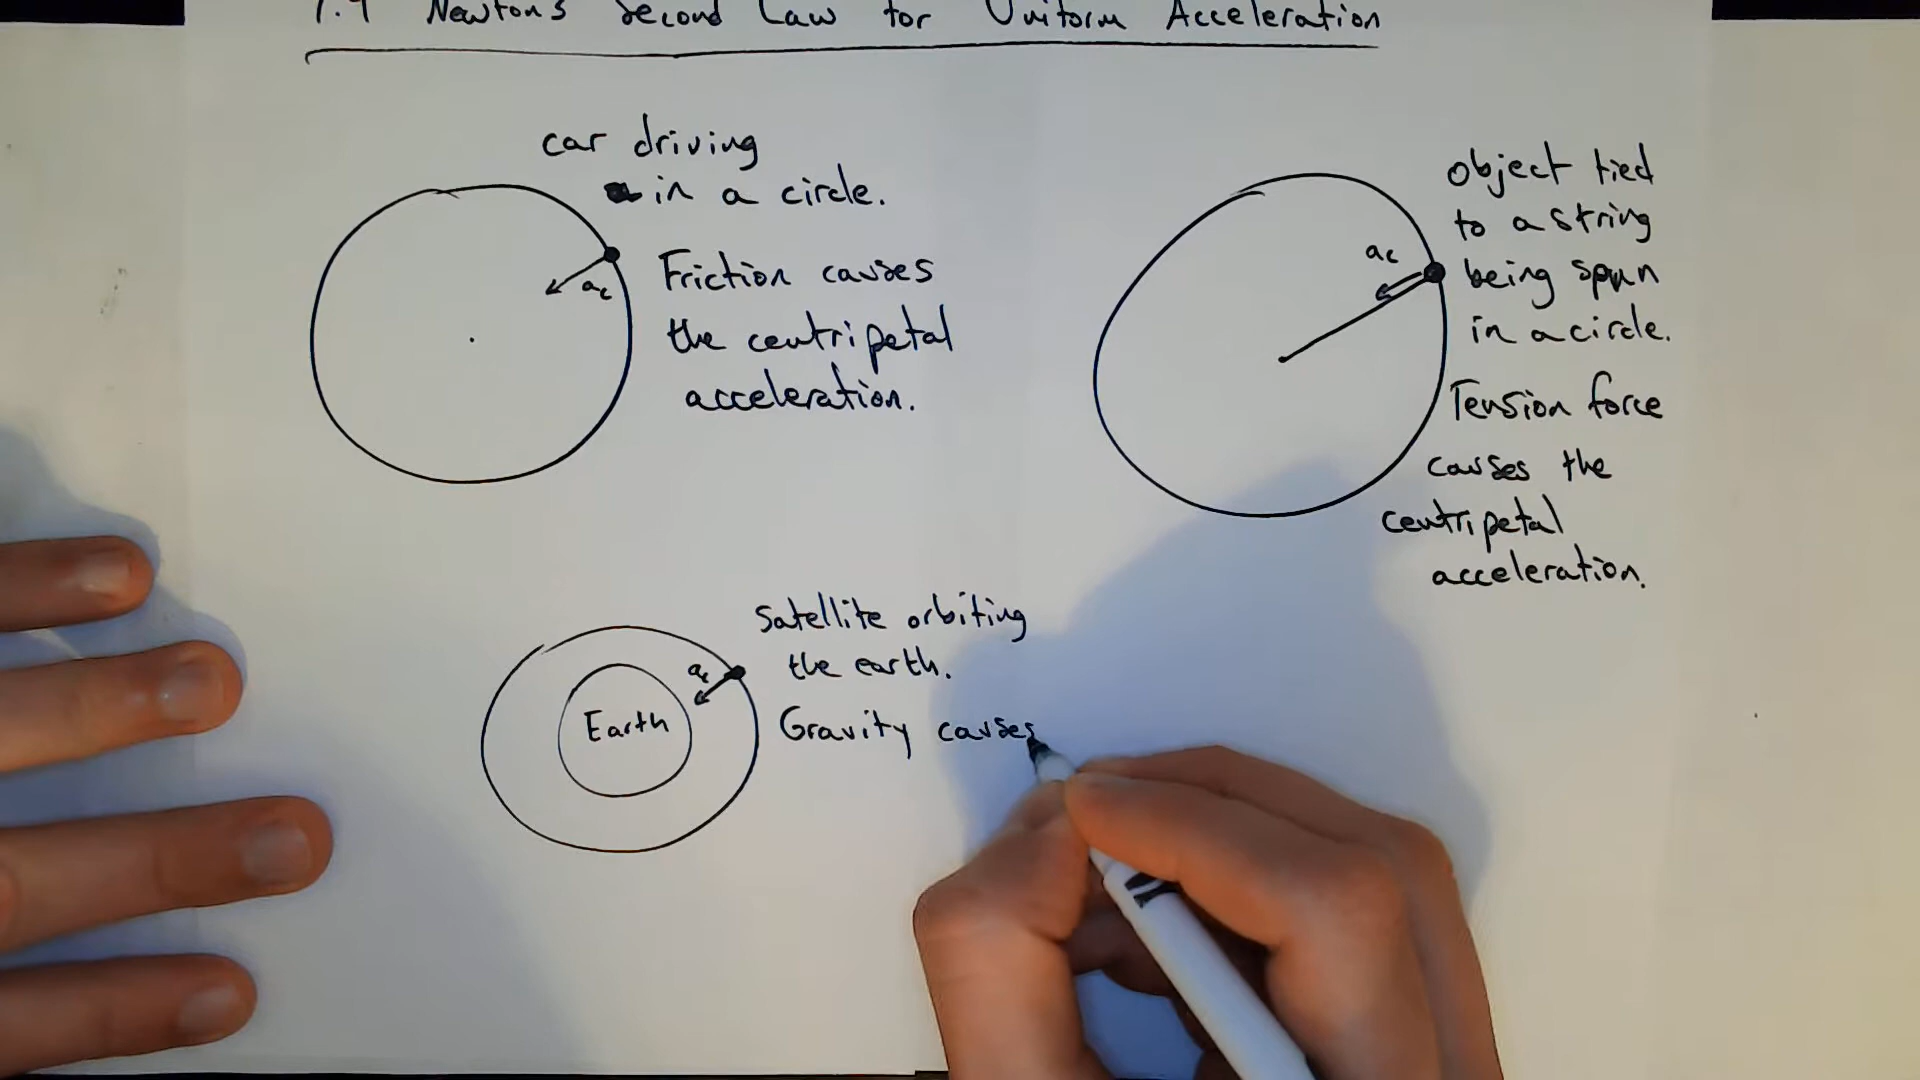 Newtons Second Law for Uniform Acceleration
car driving
in a circle.
Friction causes
the centripetal
acceleration.
ac
object tied
to a string
being spun
in a circle.
Tension force
causes the
centripetal
acceleration.
ac
Satellite orbiting
the earth.
Gravity causes
ac
Earth